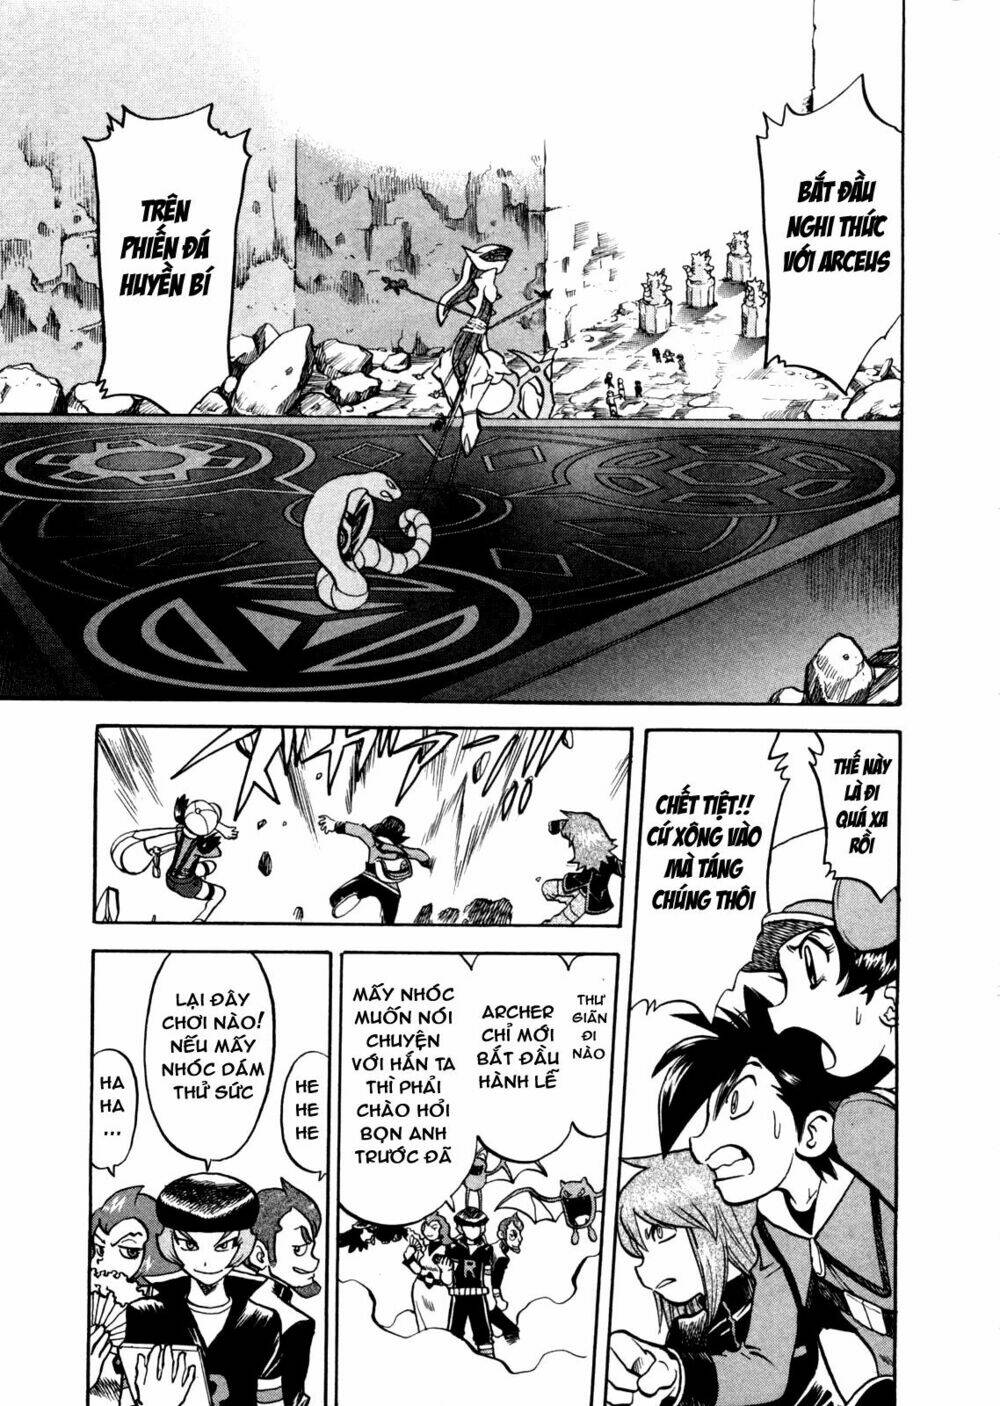 BẮT ĐẦU
NGHI THỨC
VỚI ARCEUS
TRÊN
PHIẾN ĐÁ
HUYỀN BÍ
THẾ NÀY
LÀ ĐI
QUÁ XA
RỒI
CHẾT TIỆT!!
CỨ XÔNG VÀO
MÀ TÁNG
CHÚNG THÔI
THƯ
GIÃN
ĐI
NÀO
ARCHER
CHỈ MỚI
BẮT ĐẦU
HÀNH LỄ
MẤY NHÓC
MUỐN NÓI
CHUYỆN
VỚI HẮN TA
THÌ PHẢI
CHÀO HỎI
BỌN ANH
TRƯỚC ĐÃ
R
HE
HE
HE
LẠI ĐÂY
CHƠI NÀO!
NẾU MẤY
NHÓC DÁM
THỬ SỨC
HA
HA
...
R